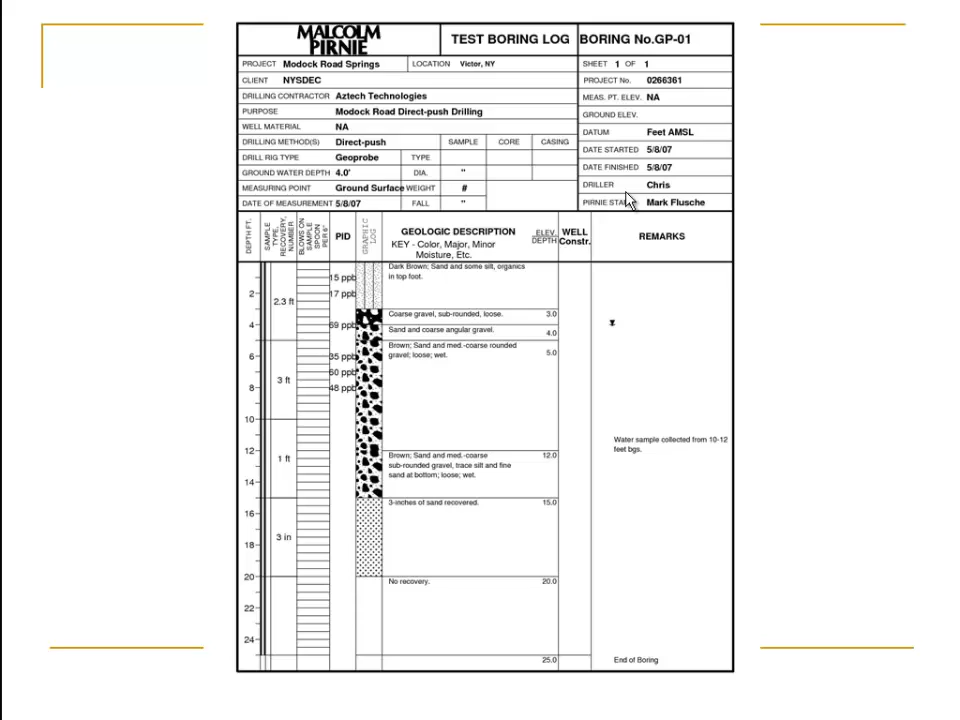 MALCOLM
PIRNIE
TEST BORING LOG
BORING No.GP-01
PROJECT Modock Road Springs
LOCATION Victor, NY
SHEET 1 OF 1
CLIENT NYSDEC
PROJECT No. 0266361
DRILLING CONTRACTOR Aztech Technologies
MEAS. PT. ELEV. NA
PURPOSE Modock Road Direct-push Drilling
GROUND ELEV.
WELL MATERIAL NA
DATUM Feet AMSL
DRILLING METHOD(S) Direct-push
SAMPLE CORE CASING
DATE STARTED 5/8/07
DRILL RIG TYPE Geoprobe TYPE
DATE FINISHED 5/8/07
GROUND WATER DEPTH 4.0' DIA. "
MEASURING POINT Ground Surface WEIGHT #
DRILLER Chris
DATE OF MEASUREMENT 5/8/07 FALL "
PIRNIE Mark Flusche
DEPTH FT.
SAMPLE
TYPE,
RECOVERY,
NUMBER
BLOWS ON
SAMPLE
SPOON
PER 6"
PID
GRAPHIC
LOG
GEOLOGIC DESCRIPTION
KEY - Color, Major, Minor
Moisture, Etc.
ELEV.
DEPTH
WELL
Constr.
REMARKS
Dark Brown; Sand and some silt, organics
in top foot.
15 ppb
2
17 ppb
2.3 ft
Coarse gravel, sub-rounded, loose. 3.0
4
69 ppb
Sand and coarse angular gravel. 4.0
Brown; Sand and med.-coarse rounded
gravel; loose; wet. 5.0
6
35 ppb
60 ppb
3 ft
8
48 ppb
10
Water sample collected from 10-12
feet bgs.
12
Brown; Sand and med.-coarse 12.0
sub-rounded gravel, trace silt and fine
sand at bottom; loose; wet.
1 ft
14
3-inches of sand recovered. 15.0
16
3 in
18
20
No recovery. 20.0
22
24
25.0
End of Boring